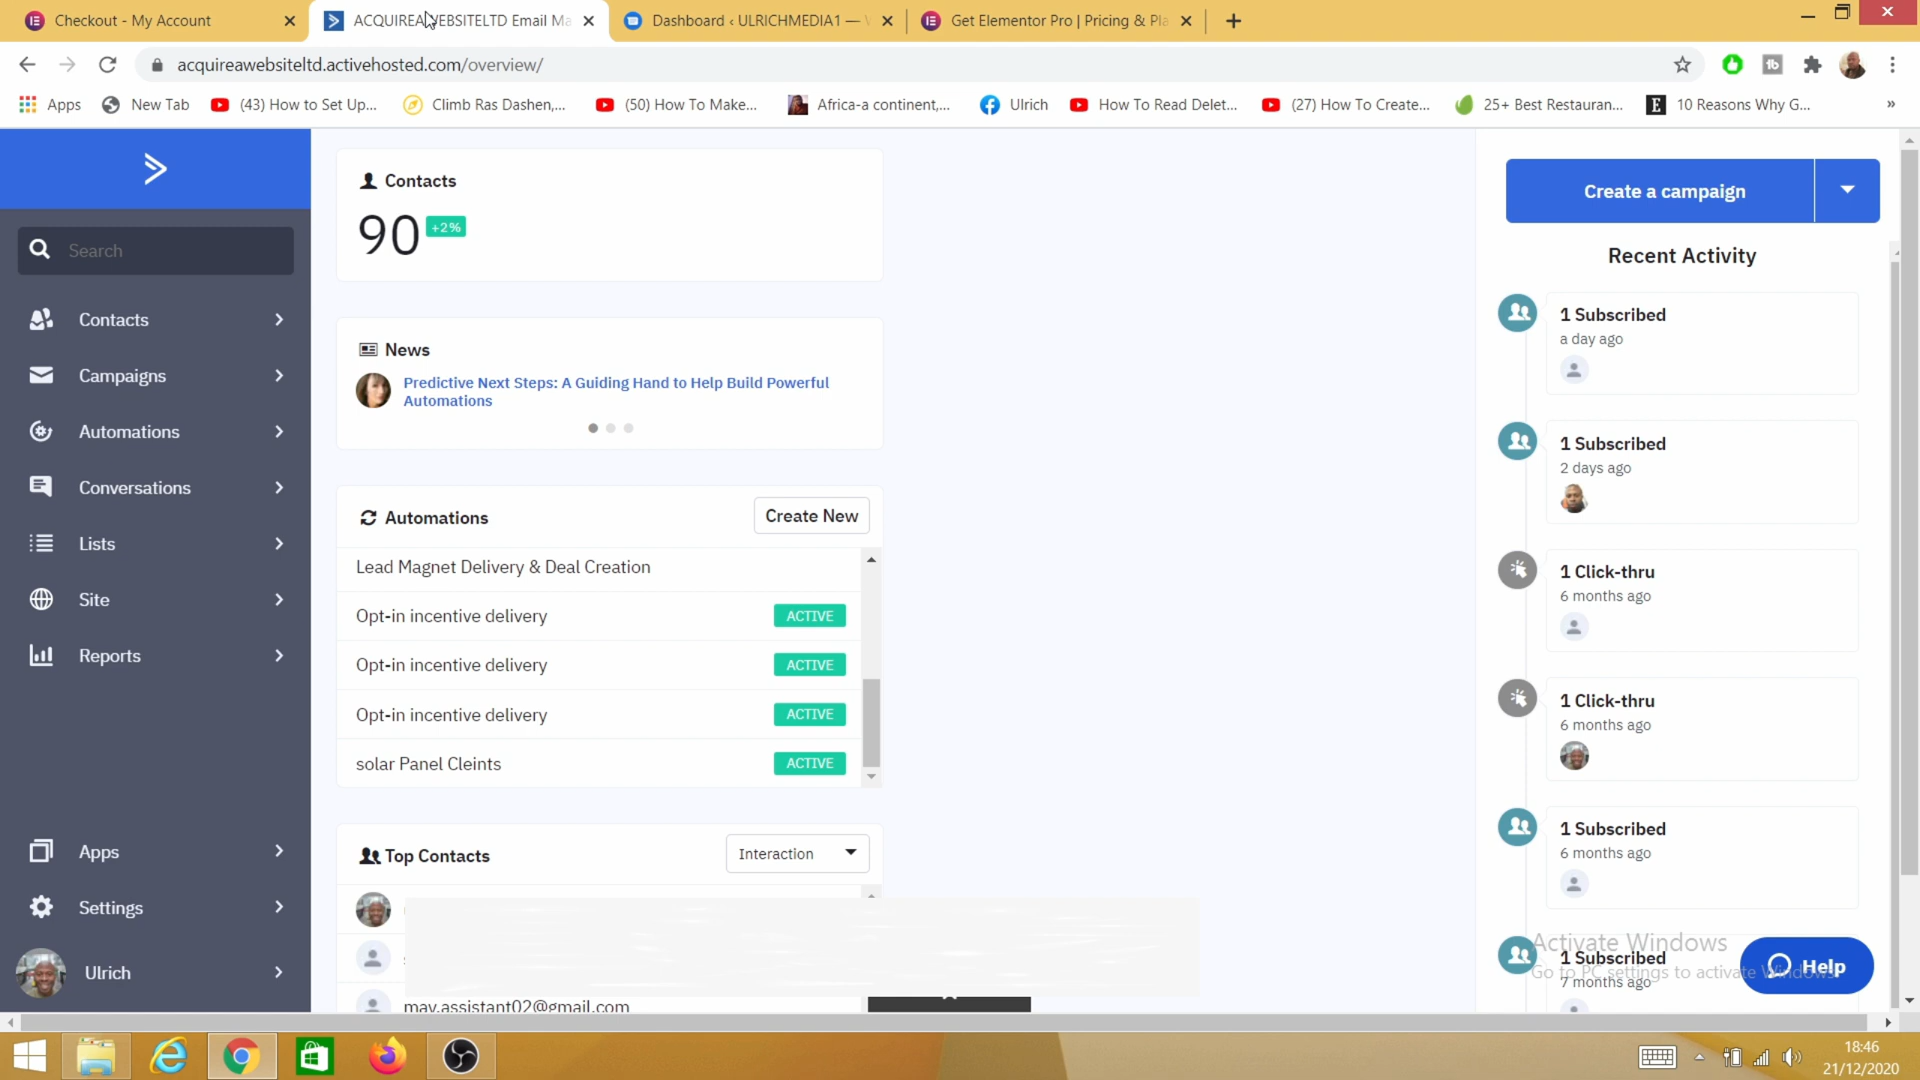 Checkout - My Account
ACQUIREAWEBSITELTD Email Ma
Dashboard ‹ ULRICHMEDIA1 —
Get Elementor Pro | Pricing & Pla
acquireawebsiteltd.activehosted.com/overview/
Apps
New Tab
(43) How to Set Up...
Climb Ras Dashen,...
(50) How To Make...
Africa-a continent,...
Ulrich
How To Read Delet...
(27) How To Create...
25+ Best Restauran...
10 Reasons Why G...
»
Search
Contacts
Campaigns
Automations
Conversations
Lists
Site
Reports
Apps
Settings
Ulrich
Contacts
90 +2%
News
Predictive Next Steps: A Guiding Hand to Help Build Powerful
Automations
Automations
Create New
Lead Magnet Delivery & Deal Creation
Opt-in incentive delivery ACTIVE
Opt-in incentive delivery ACTIVE
Opt-in incentive delivery ACTIVE
solar Panel Cleints ACTIVE
Top Contacts
Interaction
may.assistant02@gmail.com
Create a campaign
Recent Activity
1 Subscribed
a day ago
1 Subscribed
2 days ago
1 Click-thru
6 months ago
1 Click-thru
6 months ago
1 Subscribed
6 months ago
1 Subscribed
7 months ago
Activate Windows
Go to PC settings to activate Windows.
Help
18:46
21/12/2020